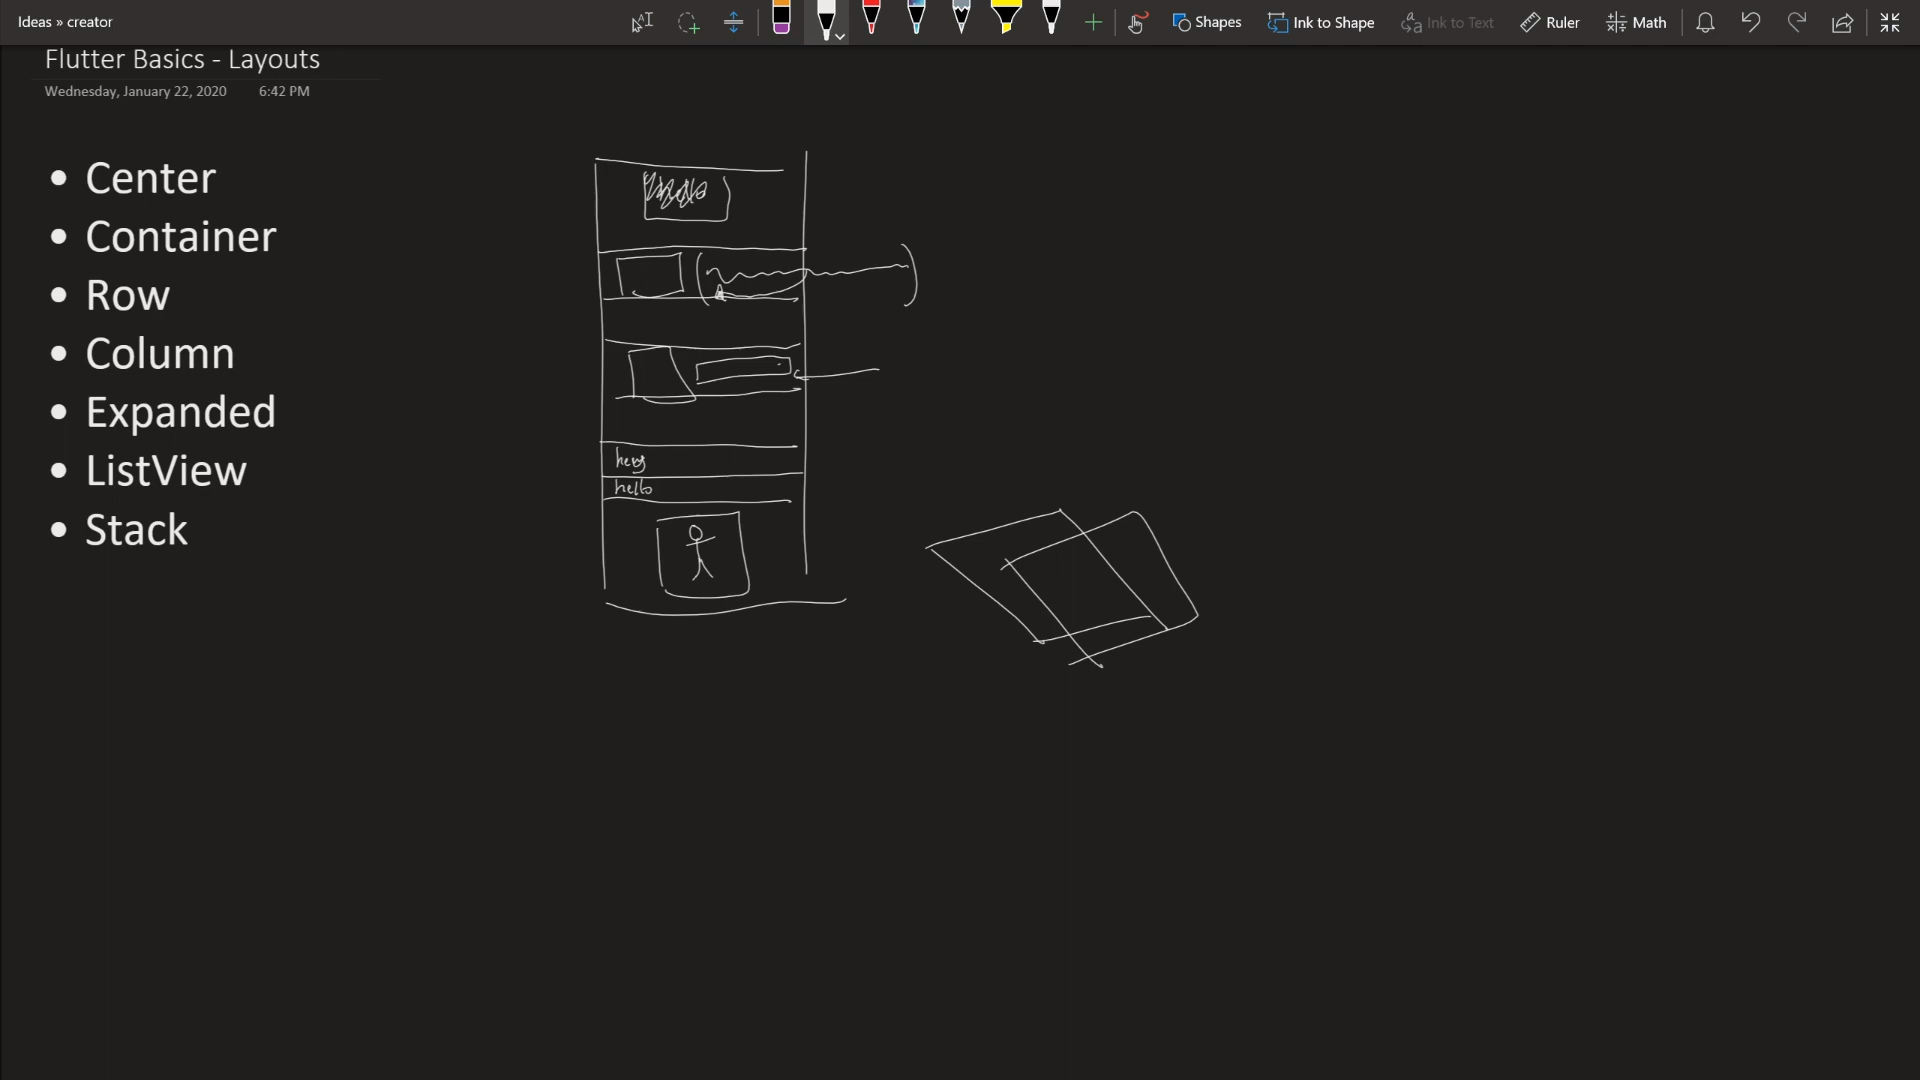 Ideas » creator
Shapes Ink to Shape Ink to Text Ruler Math
Flutter Basics - Layouts
Wednesday, January 22, 2020 6:42 PM
• Center
• Container
• Row
• Column
• Expanded
• ListView
• Stack
hey
hello